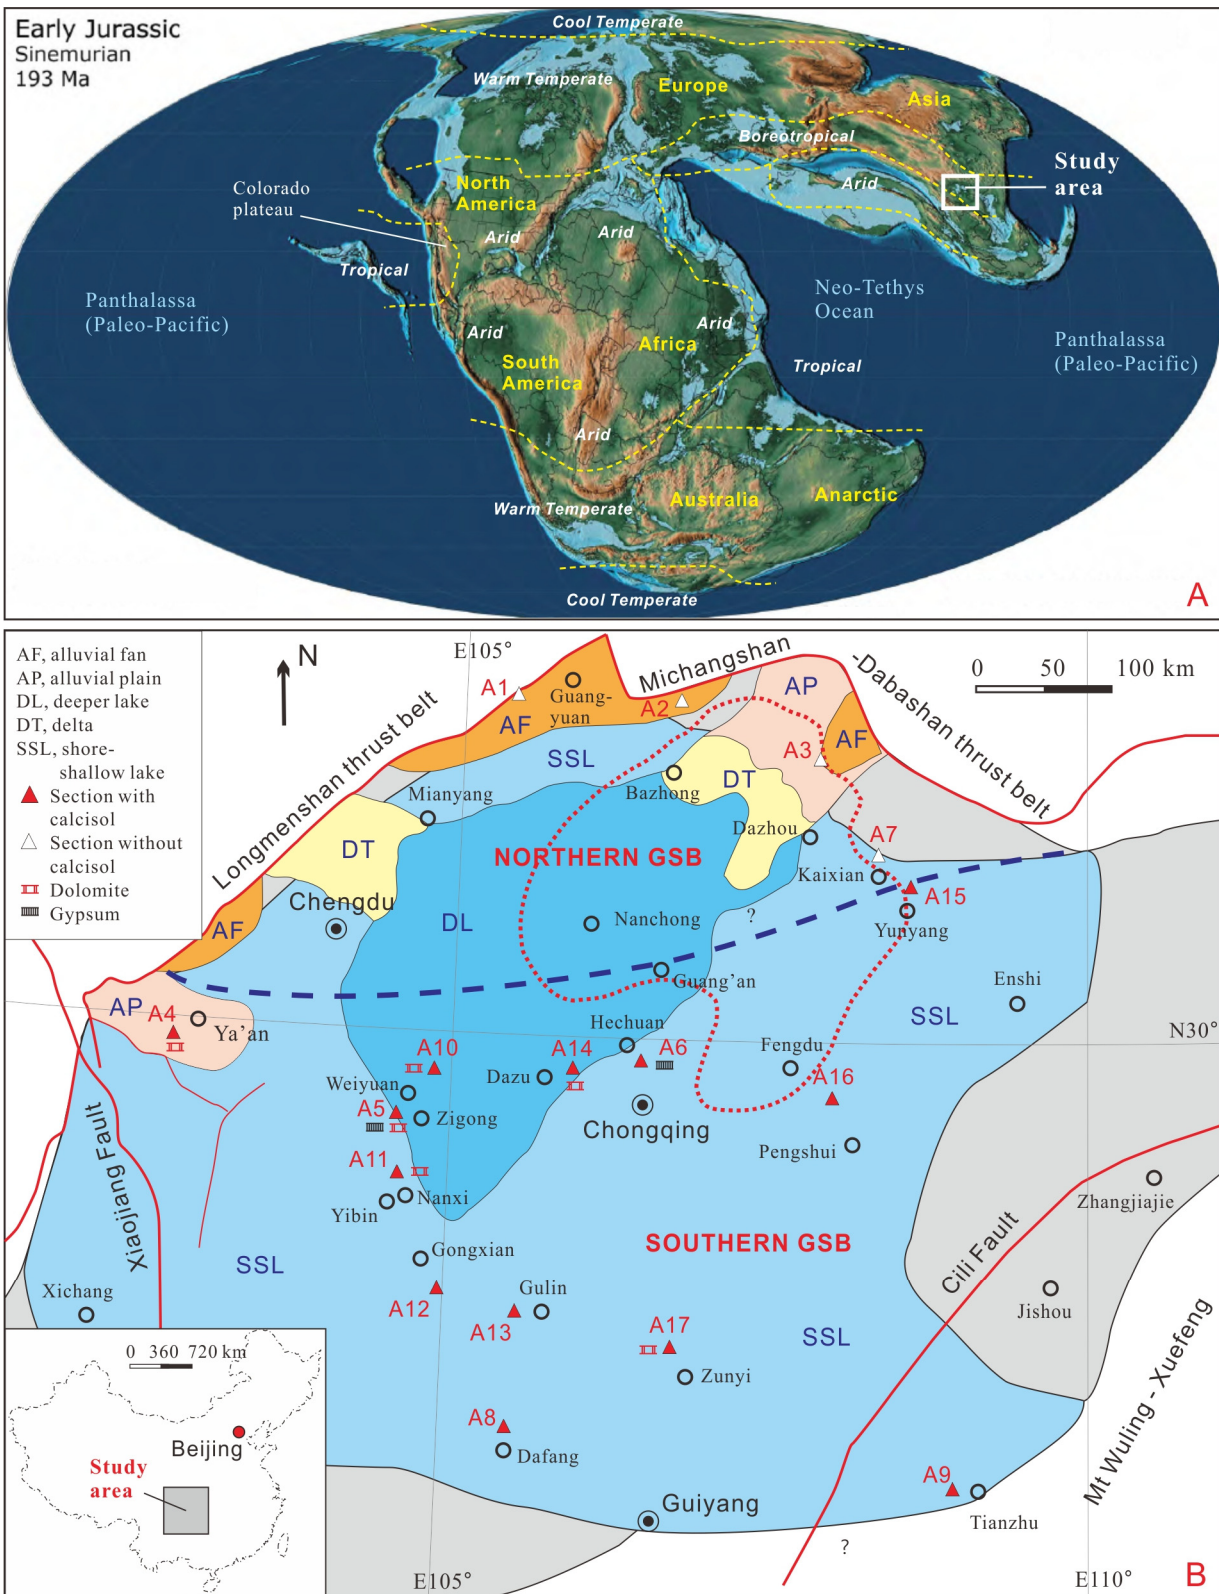 Early Jurassic
Sinemurian
193 Ma
Cool Temperate
Warm Temperate
Europe
Asia
Boreotropical
Study
area
Arid
Colorado
plateau
North
America
Arid
Arid
Tropical
Panthalassa
(Paleo-Pacific)
Neo-Tethys
Ocean
Arid
Arid
Africa
South
America
Tropical
Panthalassa
(Paleo-Pacific)
Arid
Warm Temperate
Australia
Anarctic
Cool Temperate
A
AF, alluvial fan
AP, alluvial plain
DL, deeper lake
DT, delta
SSL, shore-
shallow lake
Section with
calcisol
Section without
calcisol
Dolomite
Gypsum
N
E105°
Michangshan
-Dabashan thrust belt
0 50 100 km
Longmenshan thrust belt
A1
Guang-
yuan
AF
A2
AP
A3
AF
SSL
Mianyang
Bazhong
DT
Dazhou
A7
DT
NORTHERN GSB
Kaixian
A15
Chengdu
DL
Nanchong
?
Yunyang
AF
Guang'an
Enshi
AP
A4
Ya'an
SSL
N30°
Hechuan
A10
A14
A6
Fengdu
Weiyuan
Dazu
A16
A5
Zigong
Chongqing
Pengshui
A11
Nanxi
Yibin
Zhangjiajie
Xiaojiang Fault
SSL
Gongxian
SOUTHERN GSB
Cili Fault
Xichang
A12
Gulin
A13
A17
SSL
Jishou
Zunyi
Mt Wuling - Xuefeng
0 360 720 km
Beijing
Study
area
A8
Dafang
A9
Tianzhu
Guiyang
?
E105°
E110°
B